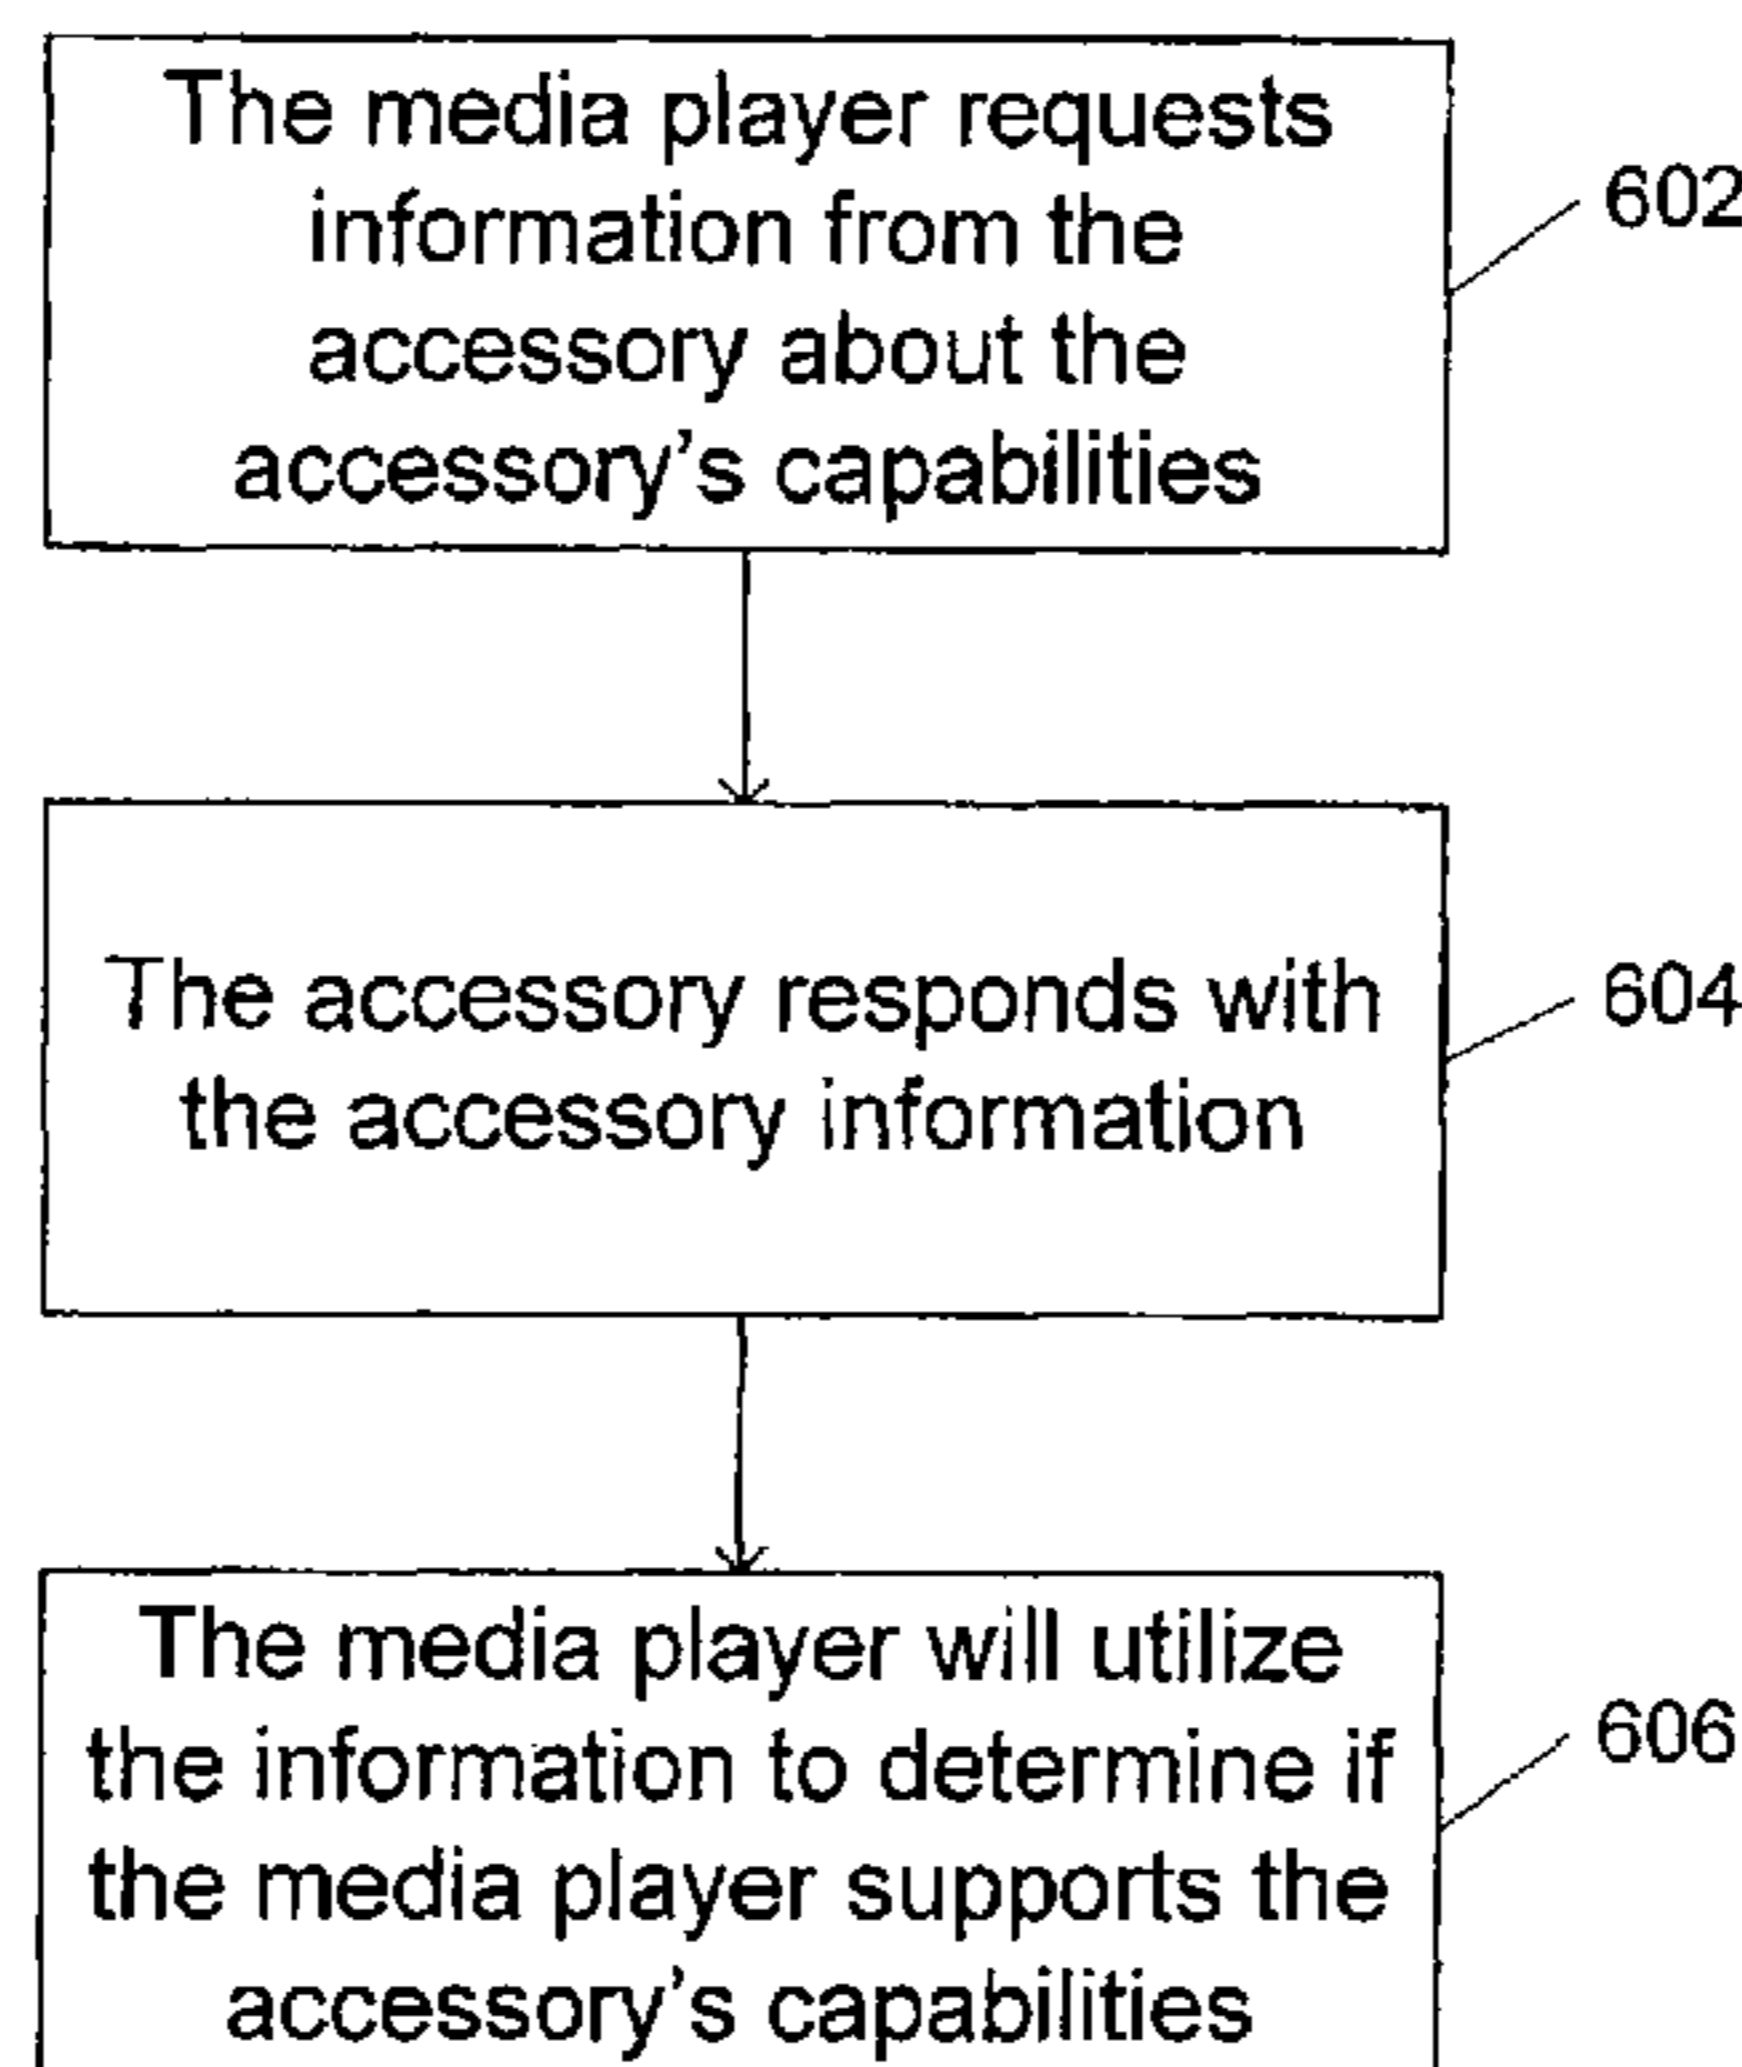 The media player requests
information from the
accessory about the
accessory's capabilities
602
The accessory responds with
the accessory information
604
The media player will utilize
the information to determine if
the media player supports the
accessory's capabilities
606